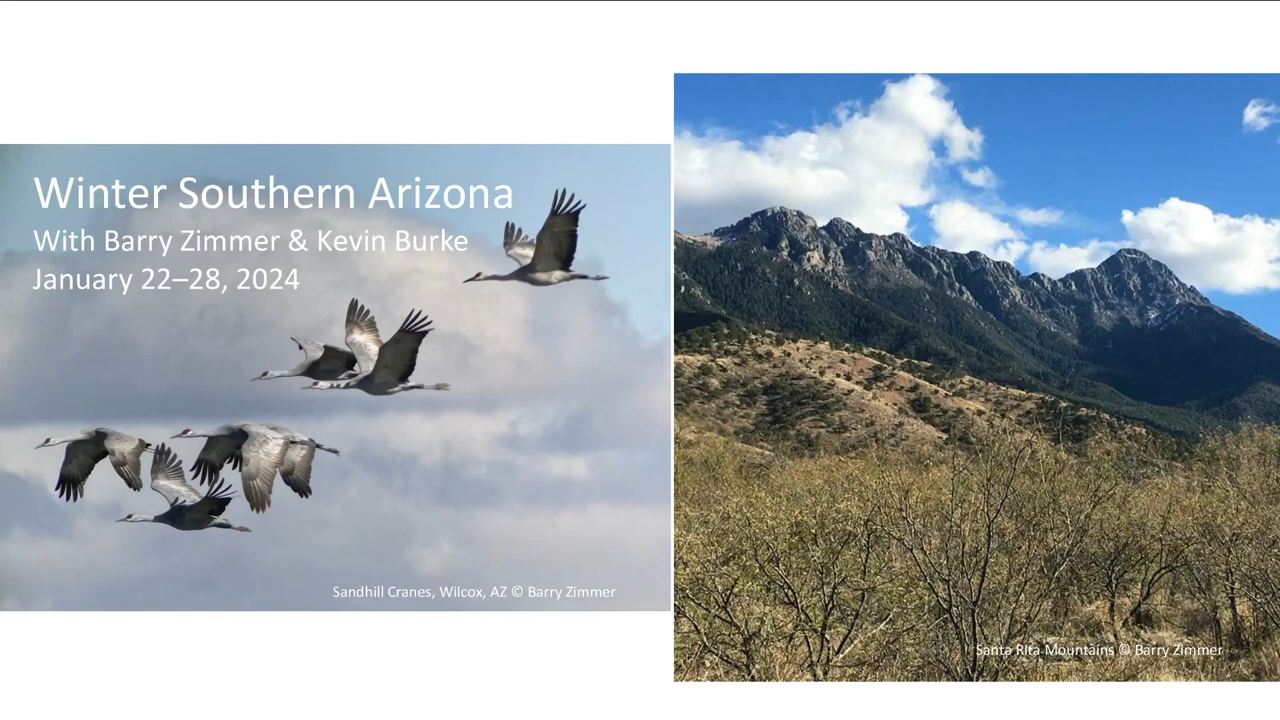 Winter Southern Arizona
With Barry Zimmer & Kevin Burke
January 22–28, 2024
Sandhill Cranes, Wilcox, AZ © Barry Zimmer
Santa RIta Mountains © Barry Zimmer